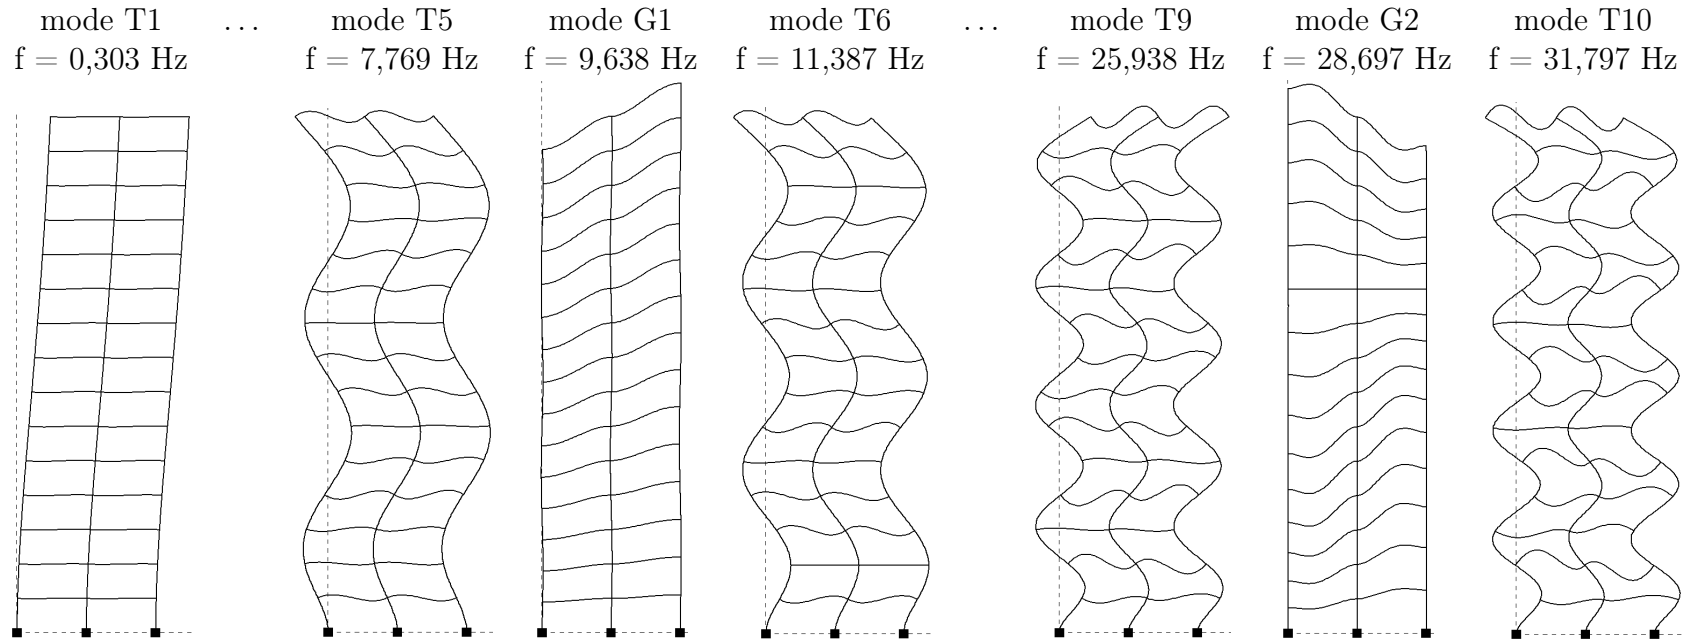 mode T1 ... mode T5 mode G1 mode T6 ... mode T9 mode G2 mode T10
f = 0,303 Hz f = 7,769 Hz f = 9,638 Hz f = 11,387 Hz f = 25,938 Hz f = 28,697 Hz f = 31,797 Hz